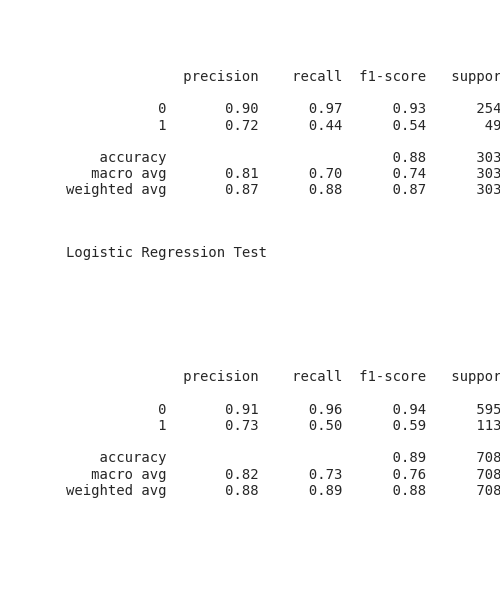 precision recall f1-score suppor
0 0.90 0.97 0.93 254
1 0.72 0.44 0.54 49
accuracy 0.88 303
macro avg 0.81 0.70 0.74 303
weighted avg 0.87 0.88 0.87 303
Logistic Regression Test
precision recall f1-score suppor
0 0.91 0.96 0.94 595
1 0.73 0.50 0.59 113
accuracy 0.89 708
macro avg 0.82 0.73 0.76 708
weighted avg 0.88 0.89 0.88 708